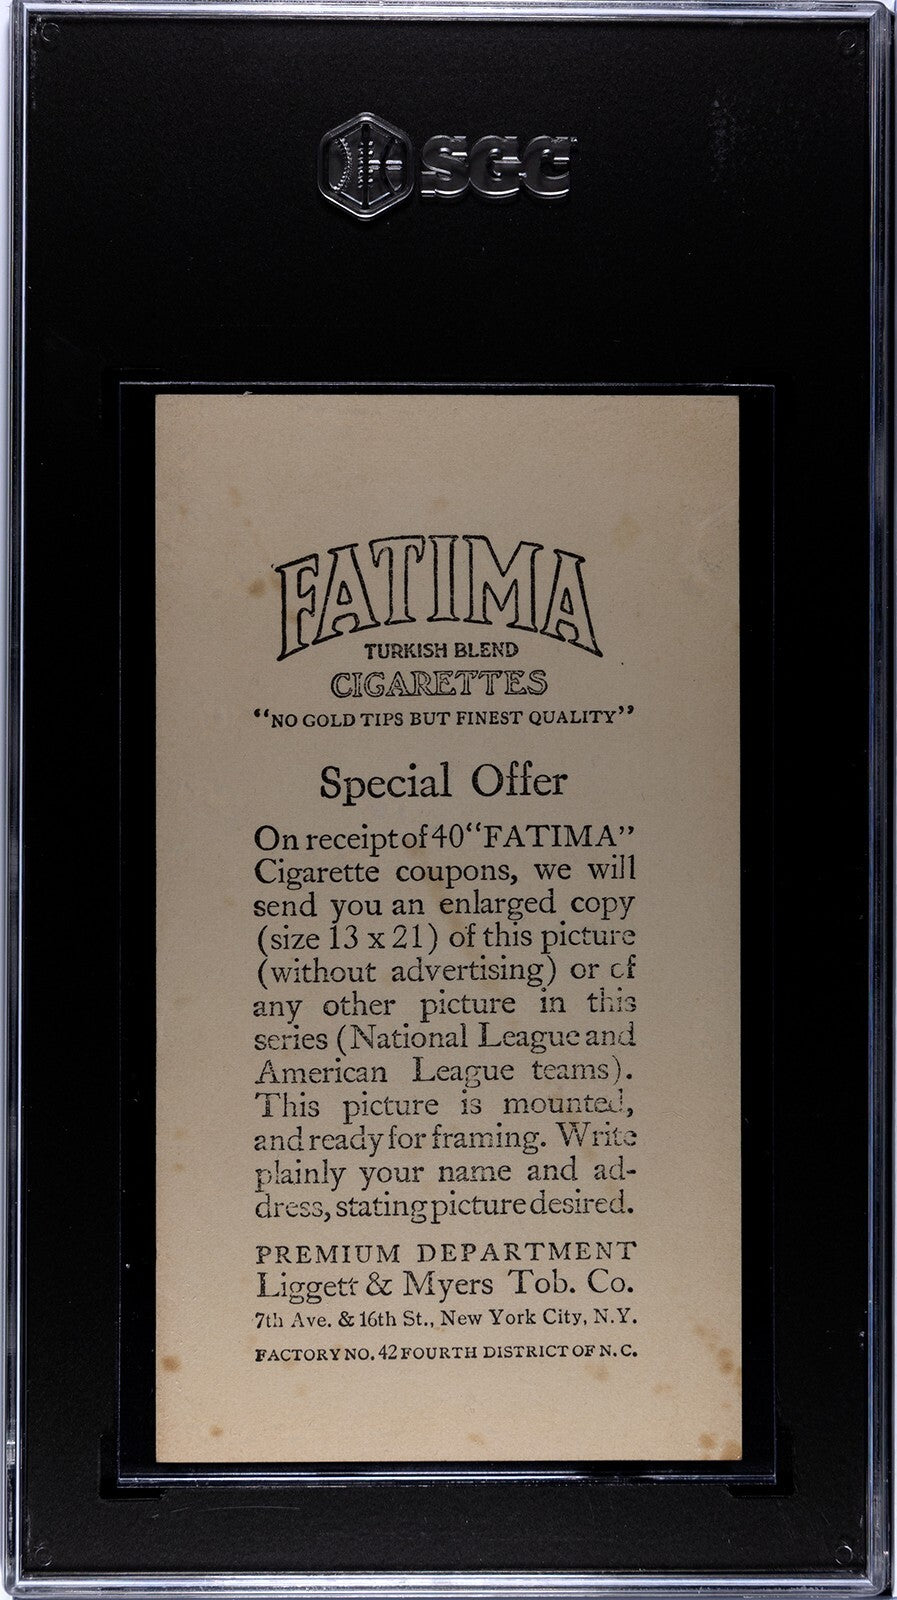 SGC
FATIMA
TURKISH BLEND
CIGARETTES
"NO GOLD TIPS BUT FINEST QUALITY"
Special Offer
On receipt of 40 "FATIMA"
Cigarette coupons, we will
send you an enlarged copy
(size 13 x 21) of this picture
(without advertising) or of
any other picture in this
series (National League and
American League teams).
This picture is mounted,
and ready for framing. Write
plainly your name and ad-
dress, stating picture desired.
PREMIUM DEPARTMENT
Liggett & Myers Tob. Co.
7th Ave. & 16th St., New York City, N.Y.
FACTORY NO. 42 FOURTH DISTRICT OF N. C.